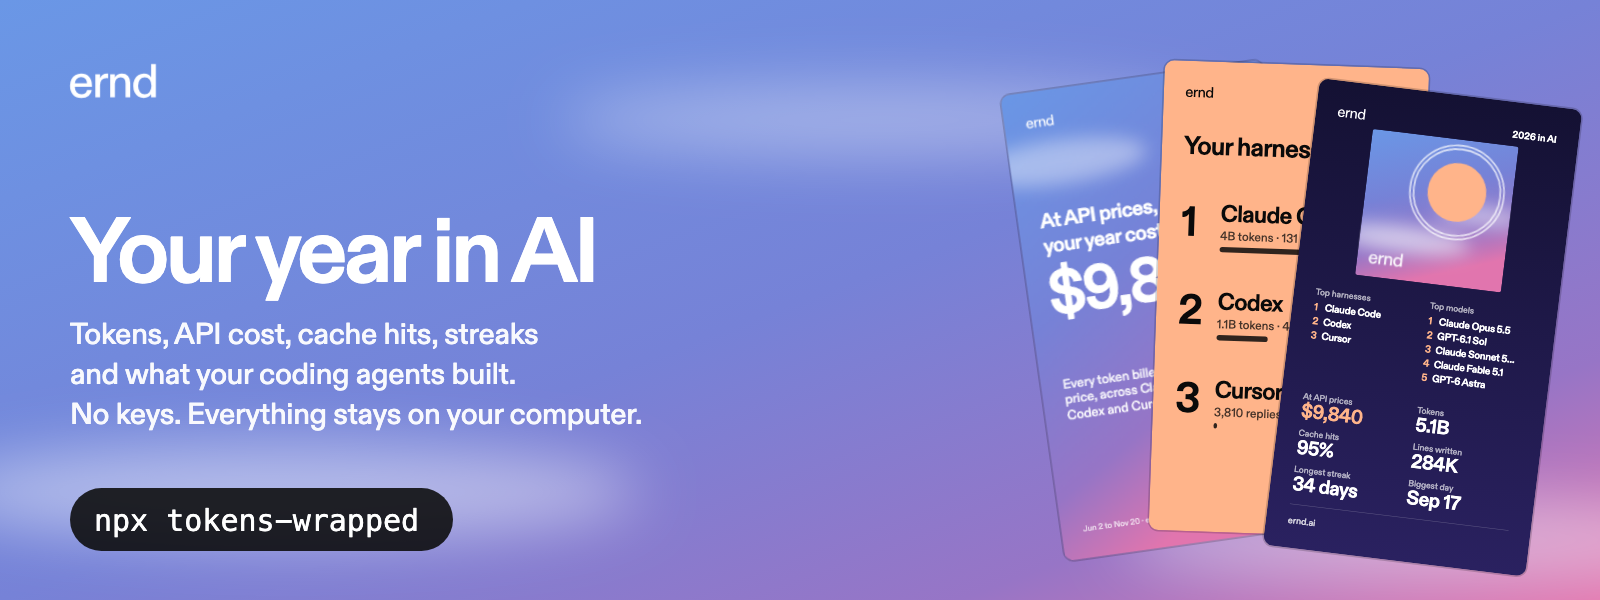 ernd
Your year in AI
Tokens, API cost, cache hits, streaks
and what your coding agents built.
No keys. Everything stays on your computer.
npx tokens-wrapped
ernd
At API prices,
your year cost
$9,8
Every token bille
price, across Cl
Codex and Cur
Jun 2 to Nov 20 ·
ernd
Your harnes
1 Claude C
4B tokens · 131
2 Codex
1.1B tokens · 4
3 Cursor
3,810 replies
ernd
2026 in AI
ernd
Top harnesses
1 Claude Code
2 Codex
3 Cursor
Top models
1 Claude Opus 5.5
2 GPT-6.1 Sol
3 Claude Sonnet 5...
4 Claude Fable 5.1
5 GPT-6 Astra
At API prices
$9,840
Tokens
5.1B
Cache hits
95%
Lines written
284K
Longest streak
34 days
Biggest day
Sep 17
ernd.ai